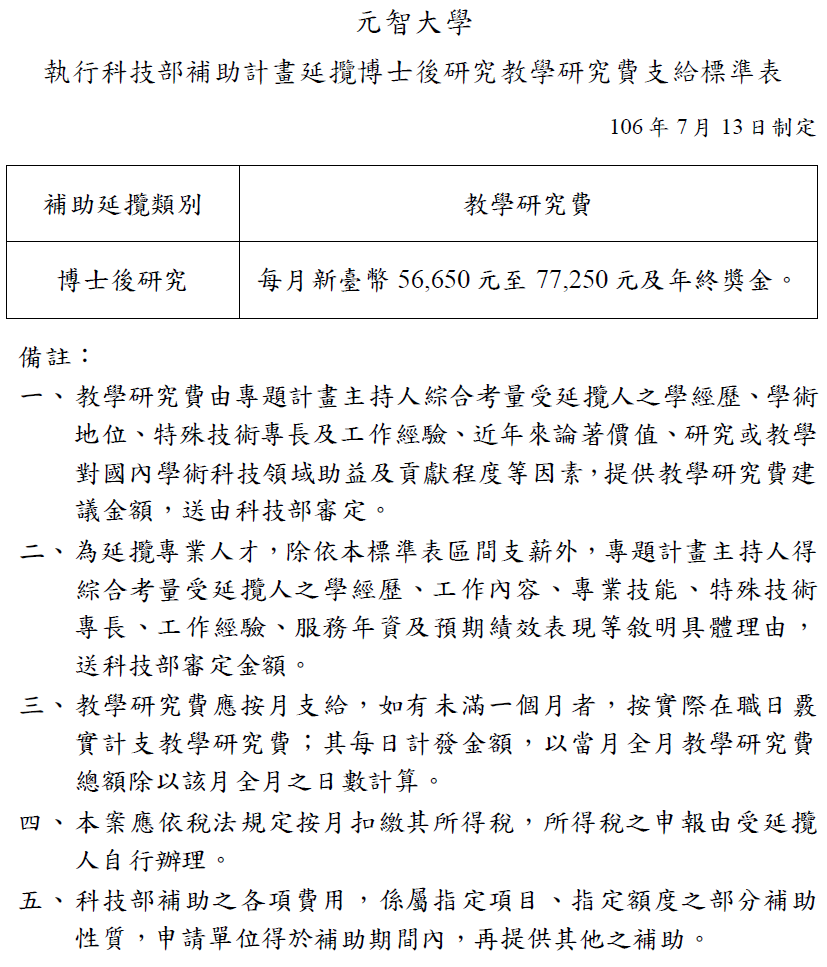 元智大學
執行科技部補助計畫延攬博士後研究教學研究費支給標準表
106 年 7 月 13 日制定
補助延攬類別
教學研究費
博士後研究
每月新臺幣 56,650 元至 77,250 元及年終獎金。
備註：
一、教學研究費由專題計畫主持人綜合考量受延攬人之學經歷、學術
地位、特殊技術專長及工作經驗、近年來論著價值、研究或教學
對國內學術科技領域助益及貢獻程度等因素，提供教學研究費建
議金額，送由科技部審定。
二、為延攬專業人才，除依本標準表區間支薪外，專題計畫主持人得
綜合考量受延攬人之學經歷、工作內容、專業技能、特殊技術
專長、工作經驗、服務年資及預期績效表現等敘明具體理由，
送科技部審定金額。
三、教學研究費應按月支給，如有未滿一個月者，按實際在職日覈
實計支教學研究費；其每日計發金額，以當月全月教學研究費
總額除以該月全月之日數計算。
四、本案應依稅法規定按月扣繳其所得稅，所得稅之申報由受延攬
人自行辦理。
五、科技部補助之各項費用，係屬指定項目、指定額度之部分補助
性質，申請單位得於補助期間內，再提供其他之補助。